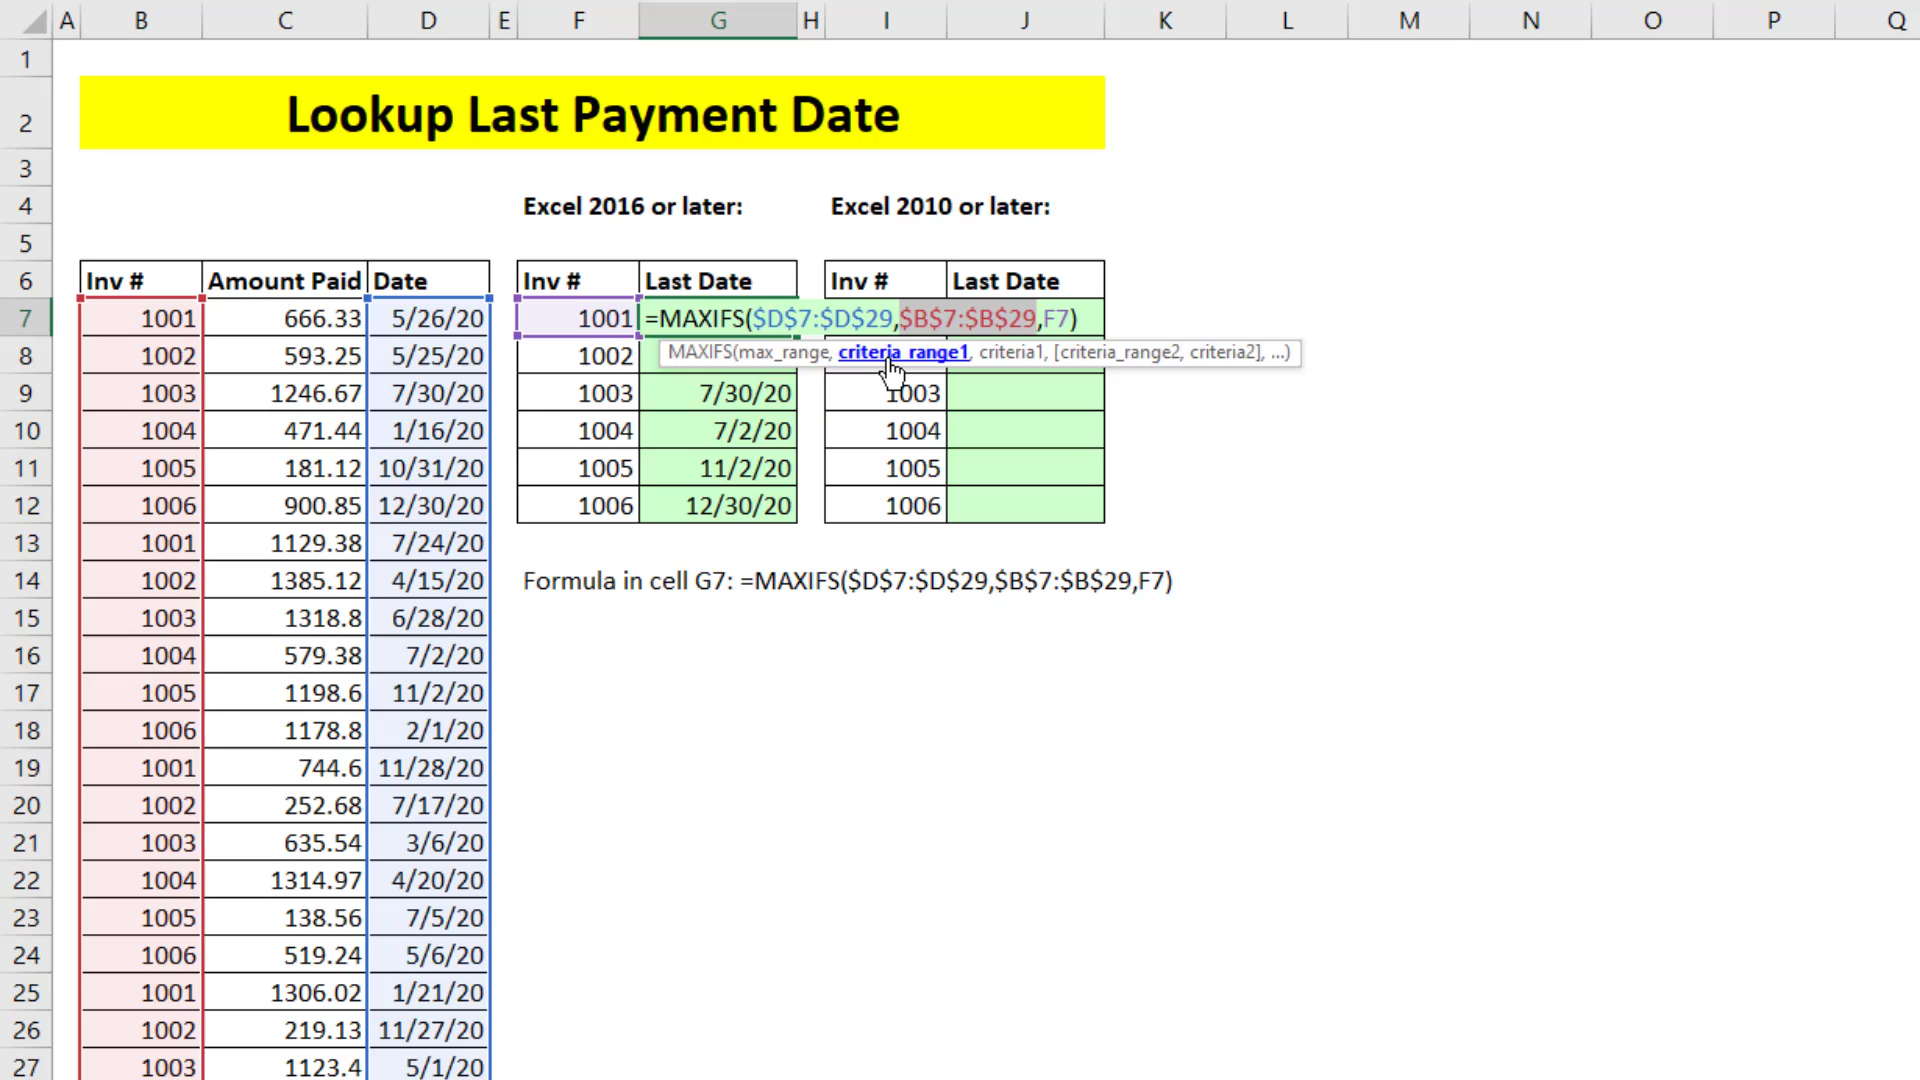 A B C D E F G H I J K L M N O P Q
1
2 Lookup Last Payment Date
3
4 Excel 2016 or later: Excel 2010 or later:
5
6 Inv # Amount Paid Date Inv # Last Date Inv # Last Date
7 1001 666.33 5/26/20 1001 =MAXIFS($D$7:$D$29,$B$7:$B$29,F7)
MAXIFS(max_range, criteria_range1, criteria1, [criteria_range2, criteria2], ...)
8 1002 593.25 5/25/20 1002
9 1003 1246.67 7/30/20 1003 7/30/20 1003
10 1004 471.44 1/16/20 1004 7/2/20 1004
11 1005 181.12 10/31/20 1005 11/2/20 1005
12 1006 900.85 12/30/20 1006 12/30/20 1006
13 1001 1129.38 7/24/20
14 1002 1385.12 4/15/20 Formula in cell G7: =MAXIFS($D$7:$D$29,$B$7:$B$29,F7)
15 1003 1318.8 6/28/20
16 1004 579.38 7/2/20
17 1005 1198.6 11/2/20
18 1006 1178.8 2/1/20
19 1001 744.6 11/28/20
20 1002 252.68 7/17/20
21 1003 635.54 3/6/20
22 1004 1314.97 4/20/20
23 1005 138.56 7/5/20
24 1006 519.24 5/6/20
25 1001 1306.02 1/21/20
26 1002 219.13 11/27/20
27 1003 1123.4 5/1/20